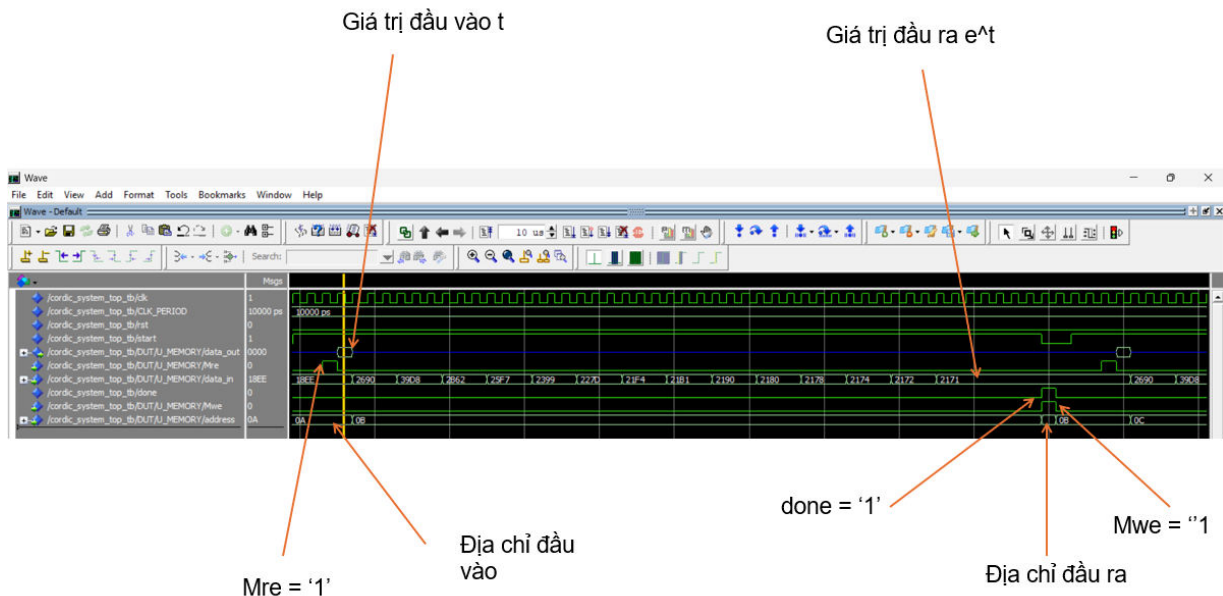 Giá trị đầu vào t
Giá trị đầu ra e^t
Wave
File Edit View Add Format Tools Bookmarks Window Help
Wave - Default
10 us
Search:
Msgs
/cordic_system_top_tb/clk 1
/cordic_system_top_tb/CLK_PERIOD 10000 ps 10000 ps
/cordic_system_top_tb/rst 0
/cordic_system_top_tb/start 1
/cordic_system_top_tb/DUT/U_MEMORY/data_out 0000
/cordic_system_top_tb/DUT/U_MEMORY/Mre 0
/cordic_system_top_tb/DUT/U_MEMORY/data_in 18EE 18EE 2690 39D8 2B62 25F7 2399 227D 21F4 21B1 2190 2180 2178 2174 2172 2171 2690 39D8
/cordic_system_top_tb/done 0
/cordic_system_top_tb/DUT/U_MEMORY/Mwe 0
/cordic_system_top_tb/DUT/U_MEMORY/address 0A 0A 0B 0B 0C
done = ‘1’
Mwe = ‘’1
Địa chỉ đầu
vào
Địa chỉ đầu ra
Mre = ‘1’